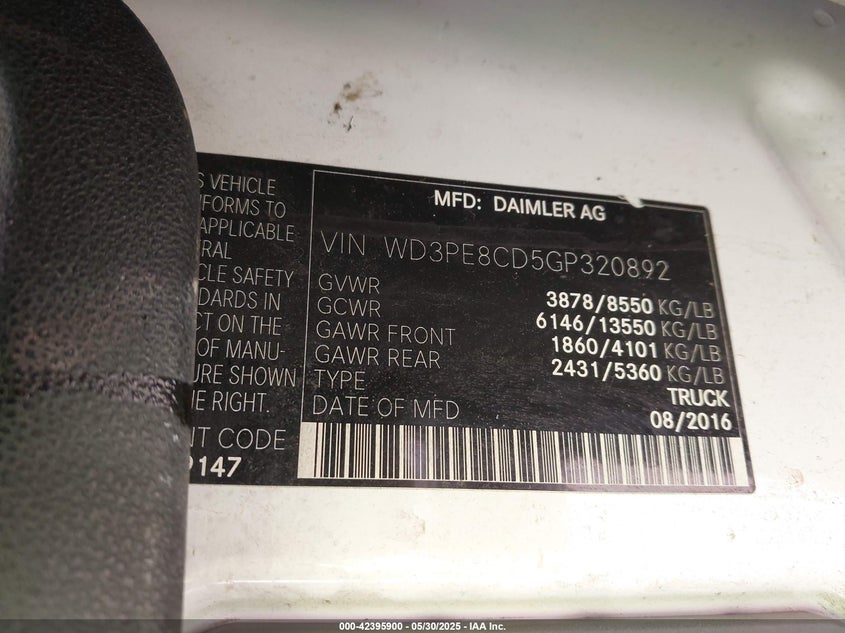 S VEHICLE
NFORMS TO
APPLICABLE
RAL
CLE SAFETY
DARDS IN
CT ON THE
OF MANU-
URE SHOWN
E RIGHT.
NT CODE
9147
MFD: DAIMLER AG
VIN WD3PE8CD5GP320892
GVWR 3878/8550 KG/LB
GCWR 6146/13550 KG/LB
GAWR FRONT 1860/4101 KG/LB
GAWR REAR 2431/5360 KG/LB
TYPE TRUCK
DATE OF MFD 08/2016
000-42395900 - 05/30/2025 - IAA Inc.